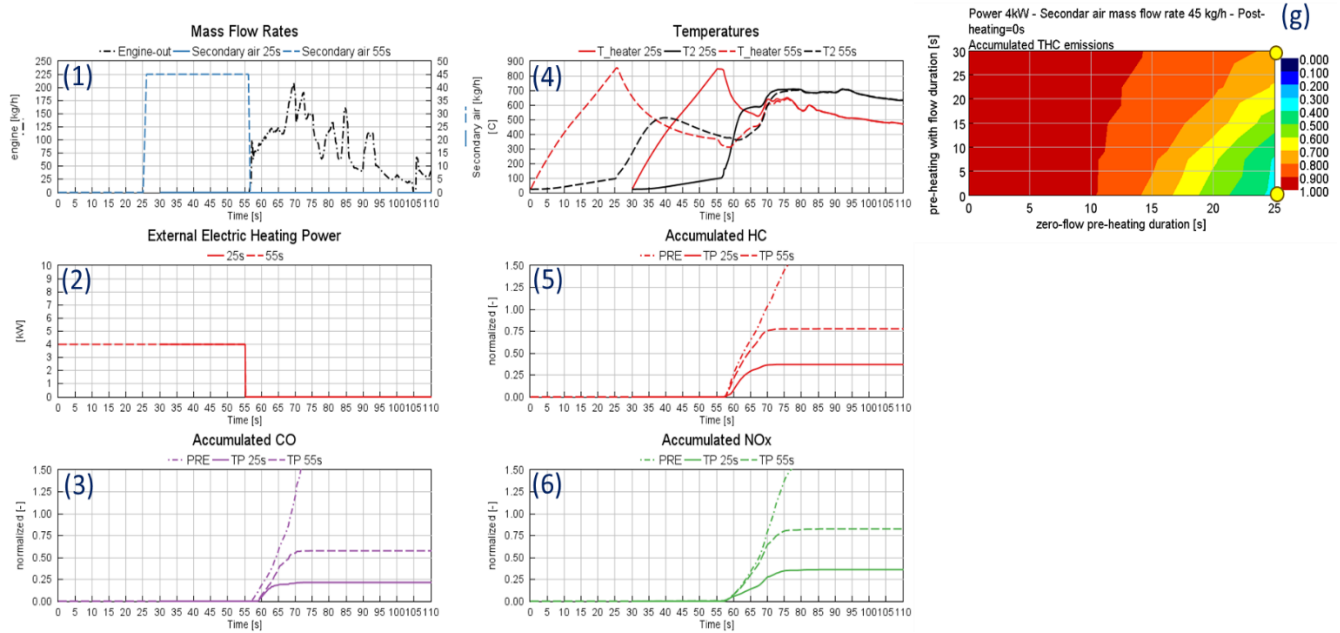 Mass Flow Rates
Engine-out Secondary air 25s Secondary air 55s
(1)
250
225
200
175
150
125
100
75
50
25
0
engine [kg/h]
50
45
40
35
30
25
20
15
10
5
0
Secondary air [kg/h]
0 5 10 15 20 25 30 35 40 45 50 55 60 65 70 75 80 85 90 95 100105 110
Time [s]
Temperatures
T_heater 25s T2 25s T_heater 55s T2 55s
(4)
900
800
700
600
500
400
300
200
100
0
[C]
0 5 10 15 20 25 30 35 40 45 50 55 60 65 70 75 80 85 90 95 100105 110
Time [s]
Power 4kW - Secondar air mass flow rate 45 kg/h - Post-
heating=0s
Accumulated THC emissions
(g)
30
25
20
15
10
5
0
pre-heating with flow duration [s]
0 5 10 15 20 25
zero-flow pre-heating duration [s]
0.000
0.100
0.200
0.300
0.400
0.500
0.600
0.700
0.800
0.900
1.000
External Electric Heating Power
25s 55s
(2)
10
9
8
7
6
5
4
3
2
1
0
[kW]
0 5 10 15 20 25 30 35 40 45 50 55 60 65 70 75 80 85 90 95 100105 110
Time [s]
Accumulated HC
PRE TP 25s TP 55s
(5)
1.50
1.25
1.00
0.75
0.50
0.25
0.00
normalized [-]
0 5 10 15 20 25 30 35 40 45 50 55 60 65 70 75 80 85 90 95 100105 110
Time [s]
Accumulated CO
PRE TP 25s TP 55s
(3)
1.50
1.25
1.00
0.75
0.50
0.25
0.00
normalized [-]
0 5 10 15 20 25 30 35 40 45 50 55 60 65 70 75 80 85 90 95 100105 110
Time [s]
Accumulated NOx
PRE TP 25s TP 55s
(6)
1.50
1.25
1.00
0.75
0.50
0.25
0.00
normalized [-]
0 5 10 15 20 25 30 35 40 45 50 55 60 65 70 75 80 85 90 95 100105 110
Time [s]